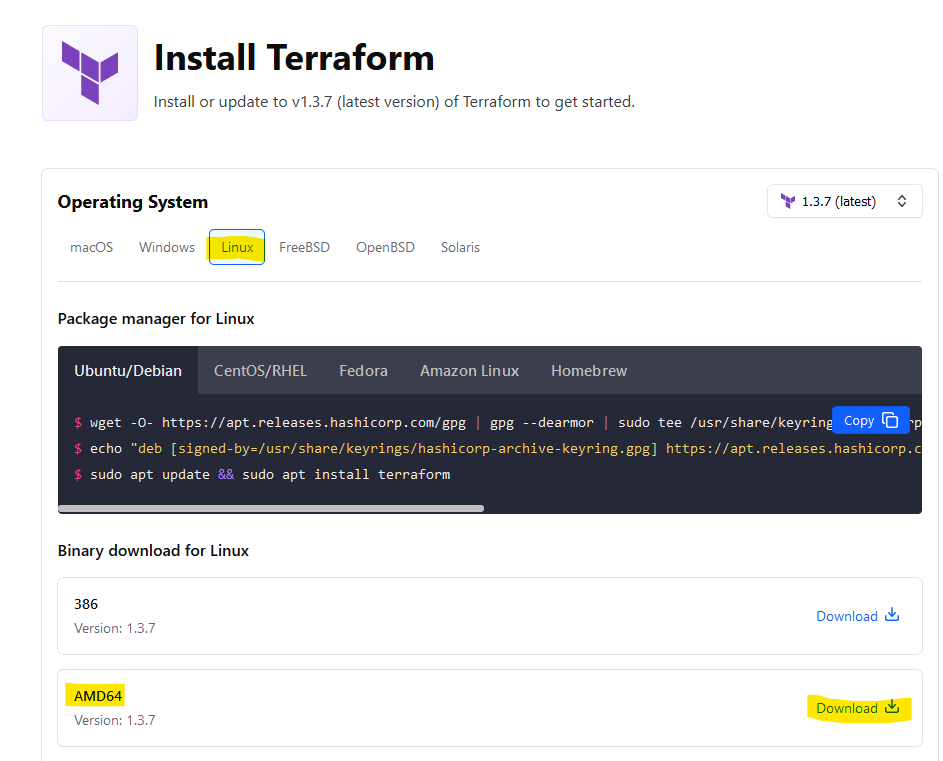 Install Terraform
Install or update to v1.3.7 (latest version) of Terraform to get started.
Operating System
1.3.7 (latest)
macOS Windows Linux FreeBSD OpenBSD Solaris
Package manager for Linux
Ubuntu/Debian CentOS/RHEL Fedora Amazon Linux Homebrew
$ wget -O- https://apt.releases.hashicorp.com/gpg | gpg --dearmor | sudo tee /usr/share/keyring
Copy
$ echo "deb [signed-by=/usr/share/keyrings/hashicorp-archive-keyring.gpg] https://apt.releases.hashicorp.c
$ sudo apt update && sudo apt install terraform
Binary download for Linux
386
Version: 1.3.7
Download
AMD64
Version: 1.3.7
Download